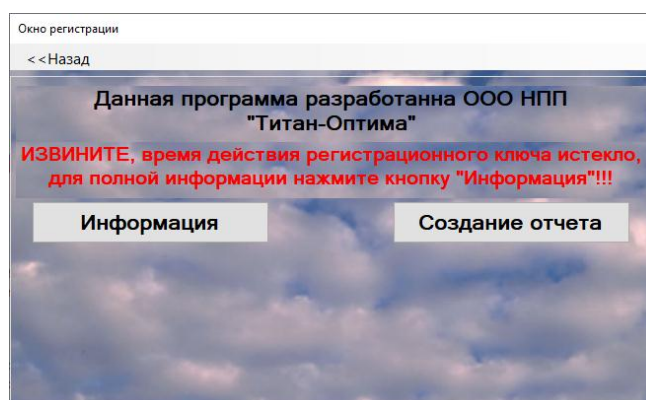 Окно регистрации
<<Назад
Данная программа разработанна ООО НПП
"Титан-Оптима"
ИЗВИНИТЕ, время действия регистрационного ключа истекло,
для полной информации нажмите кнопку "Информация"!!!
Информация Создание отчета